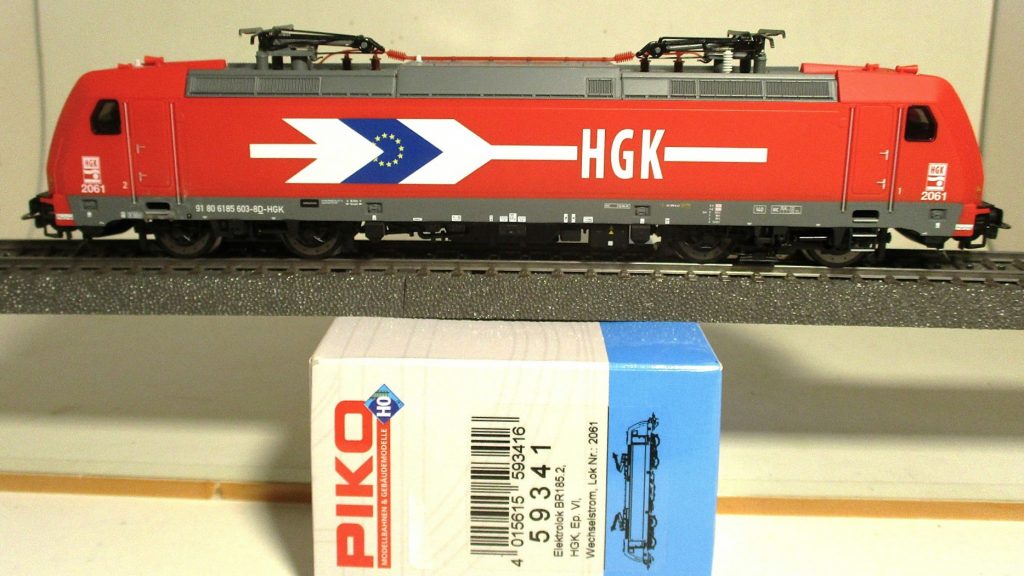 HGK
HGK
2061
2
91 80 6185 603-8D-HGK
HGK
1
2061
PIKO
H0
MODELLBAHNEN & GEBÄUDEMODELLE
4 015615 593416
59341
Elektrolok BR185.2,
HGK, Ep. VI,
Wechselstrom, Lok Nr.: 2061